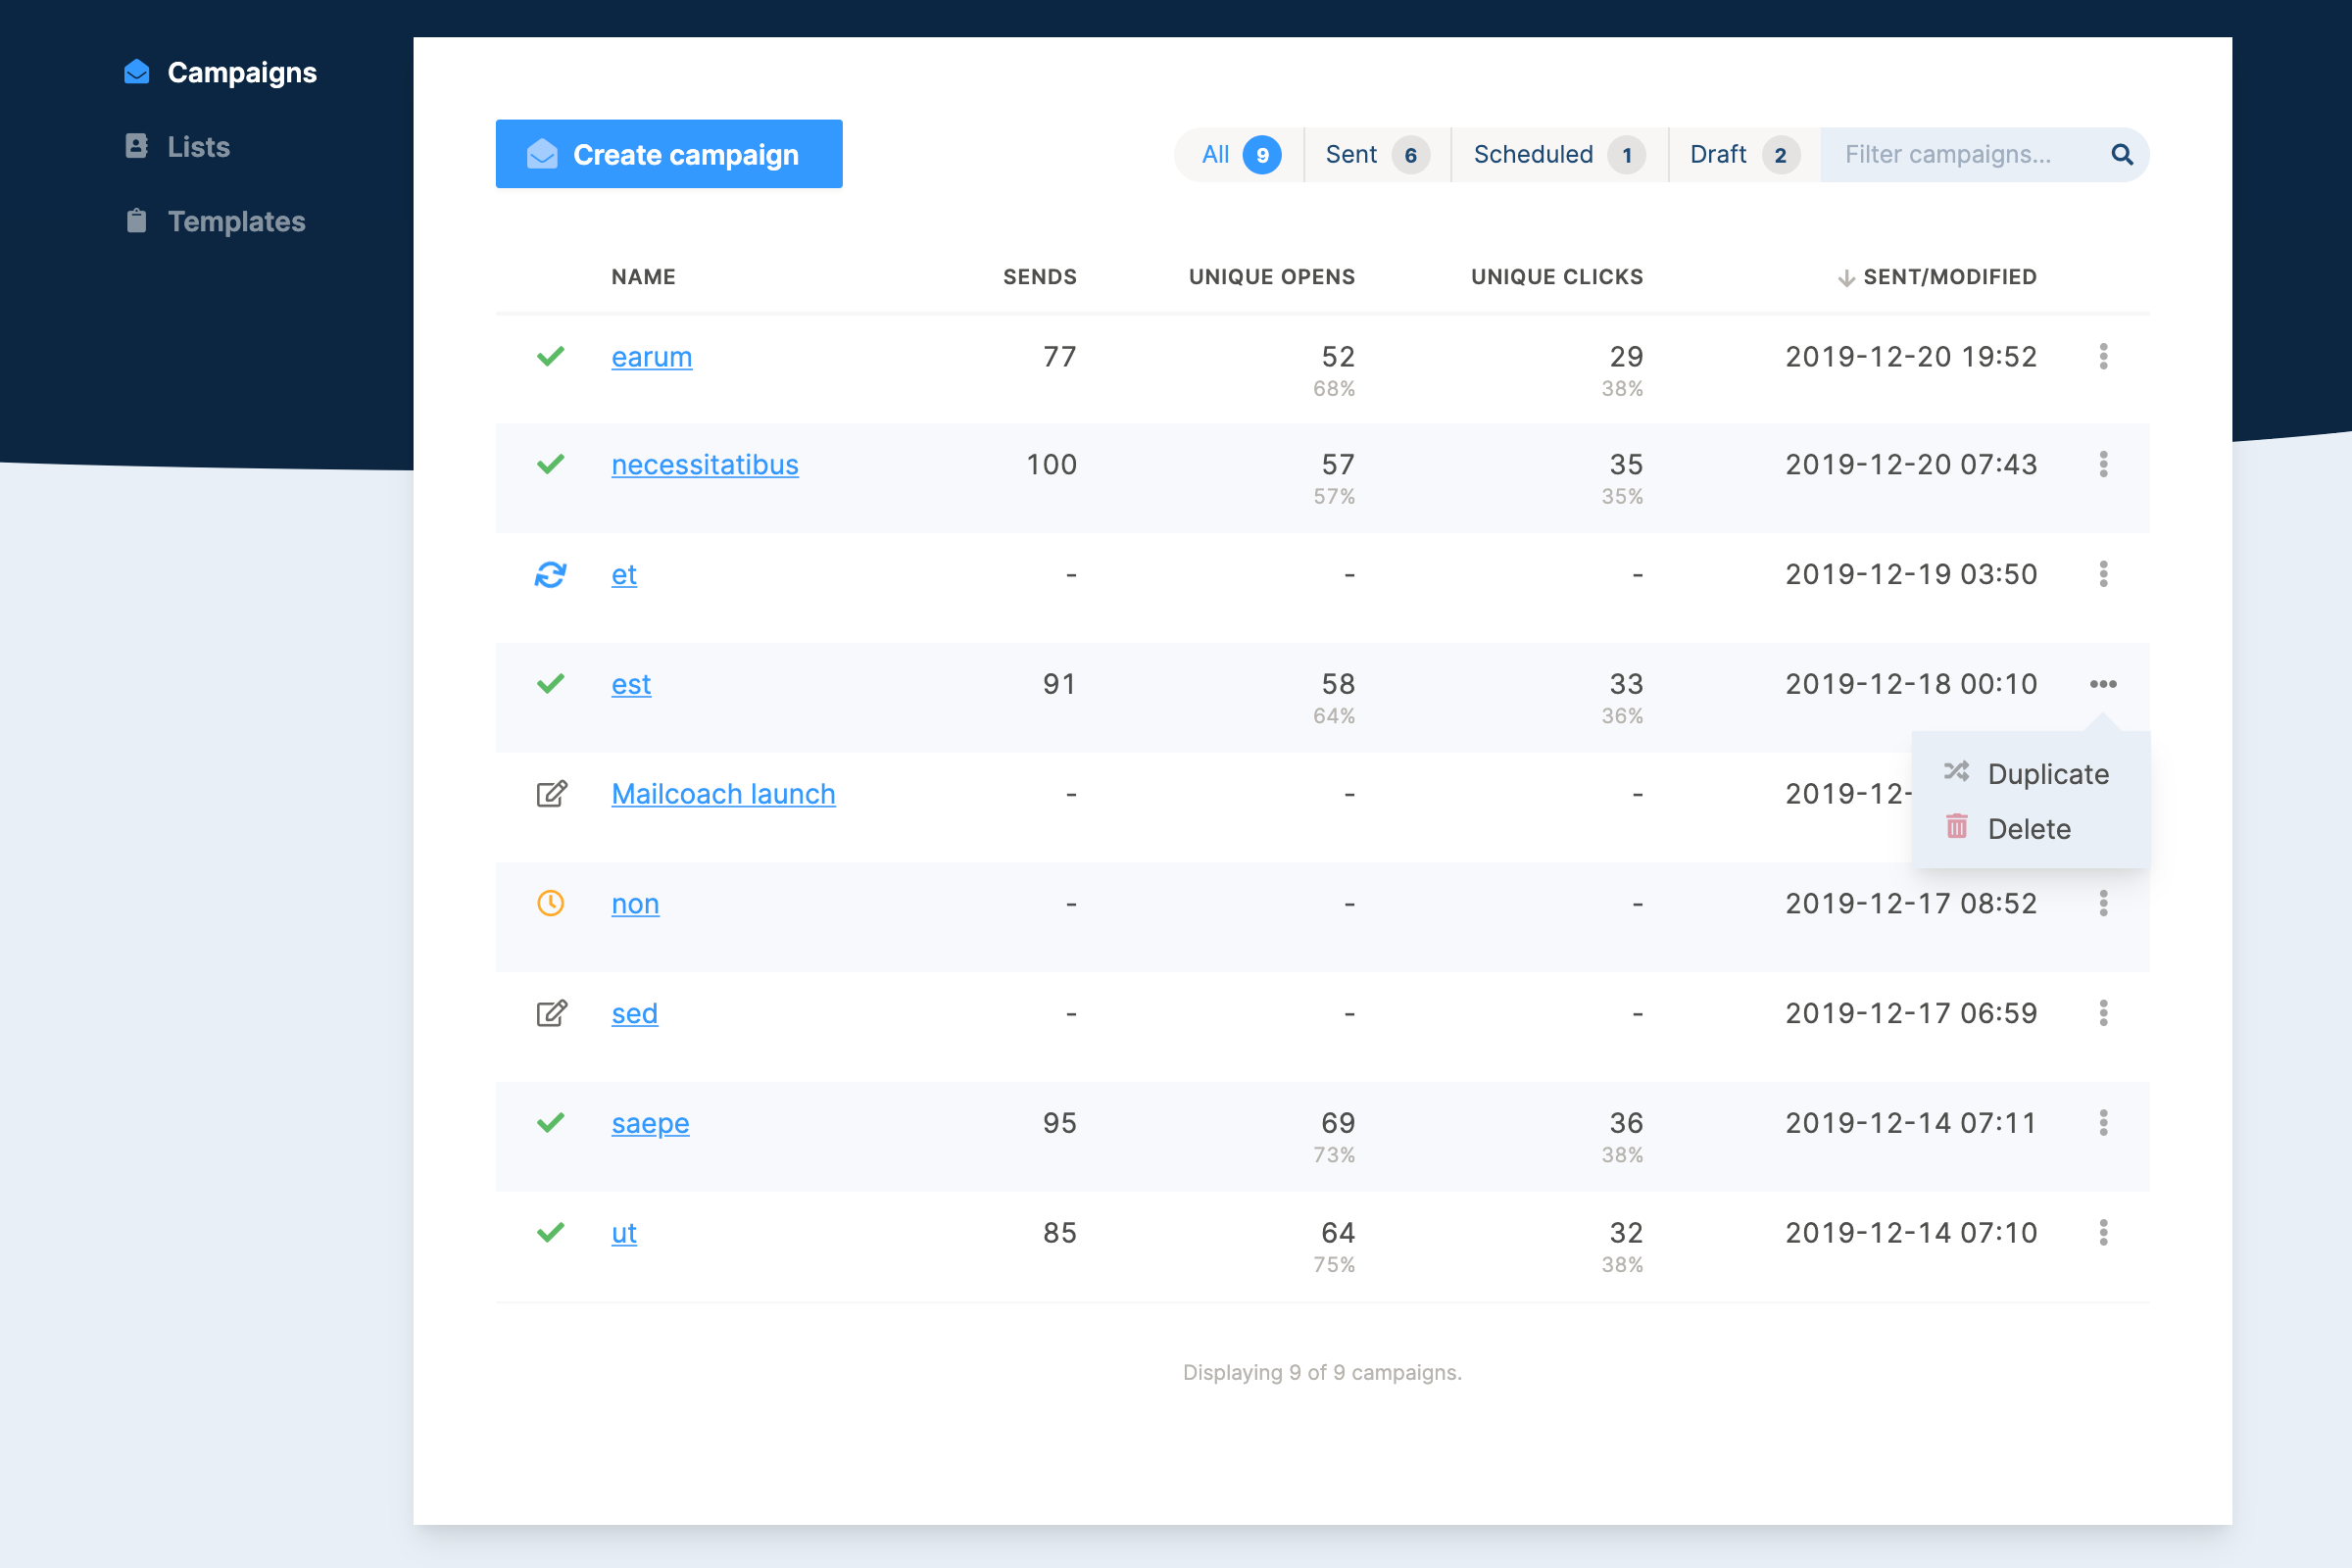 Campaigns
Lists
Templates
Create campaign
All 9 Sent 6 Scheduled 1 Draft 2 Filter campaigns...
NAME SENDS UNIQUE OPENS UNIQUE CLICKS SENT/MODIFIED
earum 77 52 29 2019-12-20 19:52
68% 38%
necessitatibus 100 57 35 2019-12-20 07:43
57% 35%
et - - - 2019-12-19 03:50
est 91 58 33 2019-12-18 00:10
64% 36%
Duplicate
Mailcoach launch - - - 2019-12-
Delete
non - - - 2019-12-17 08:52
sed - - - 2019-12-17 06:59
saepe 95 69 36 2019-12-14 07:11
73% 38%
ut 85 64 32 2019-12-14 07:10
75% 38%
Displaying 9 of 9 campaigns.